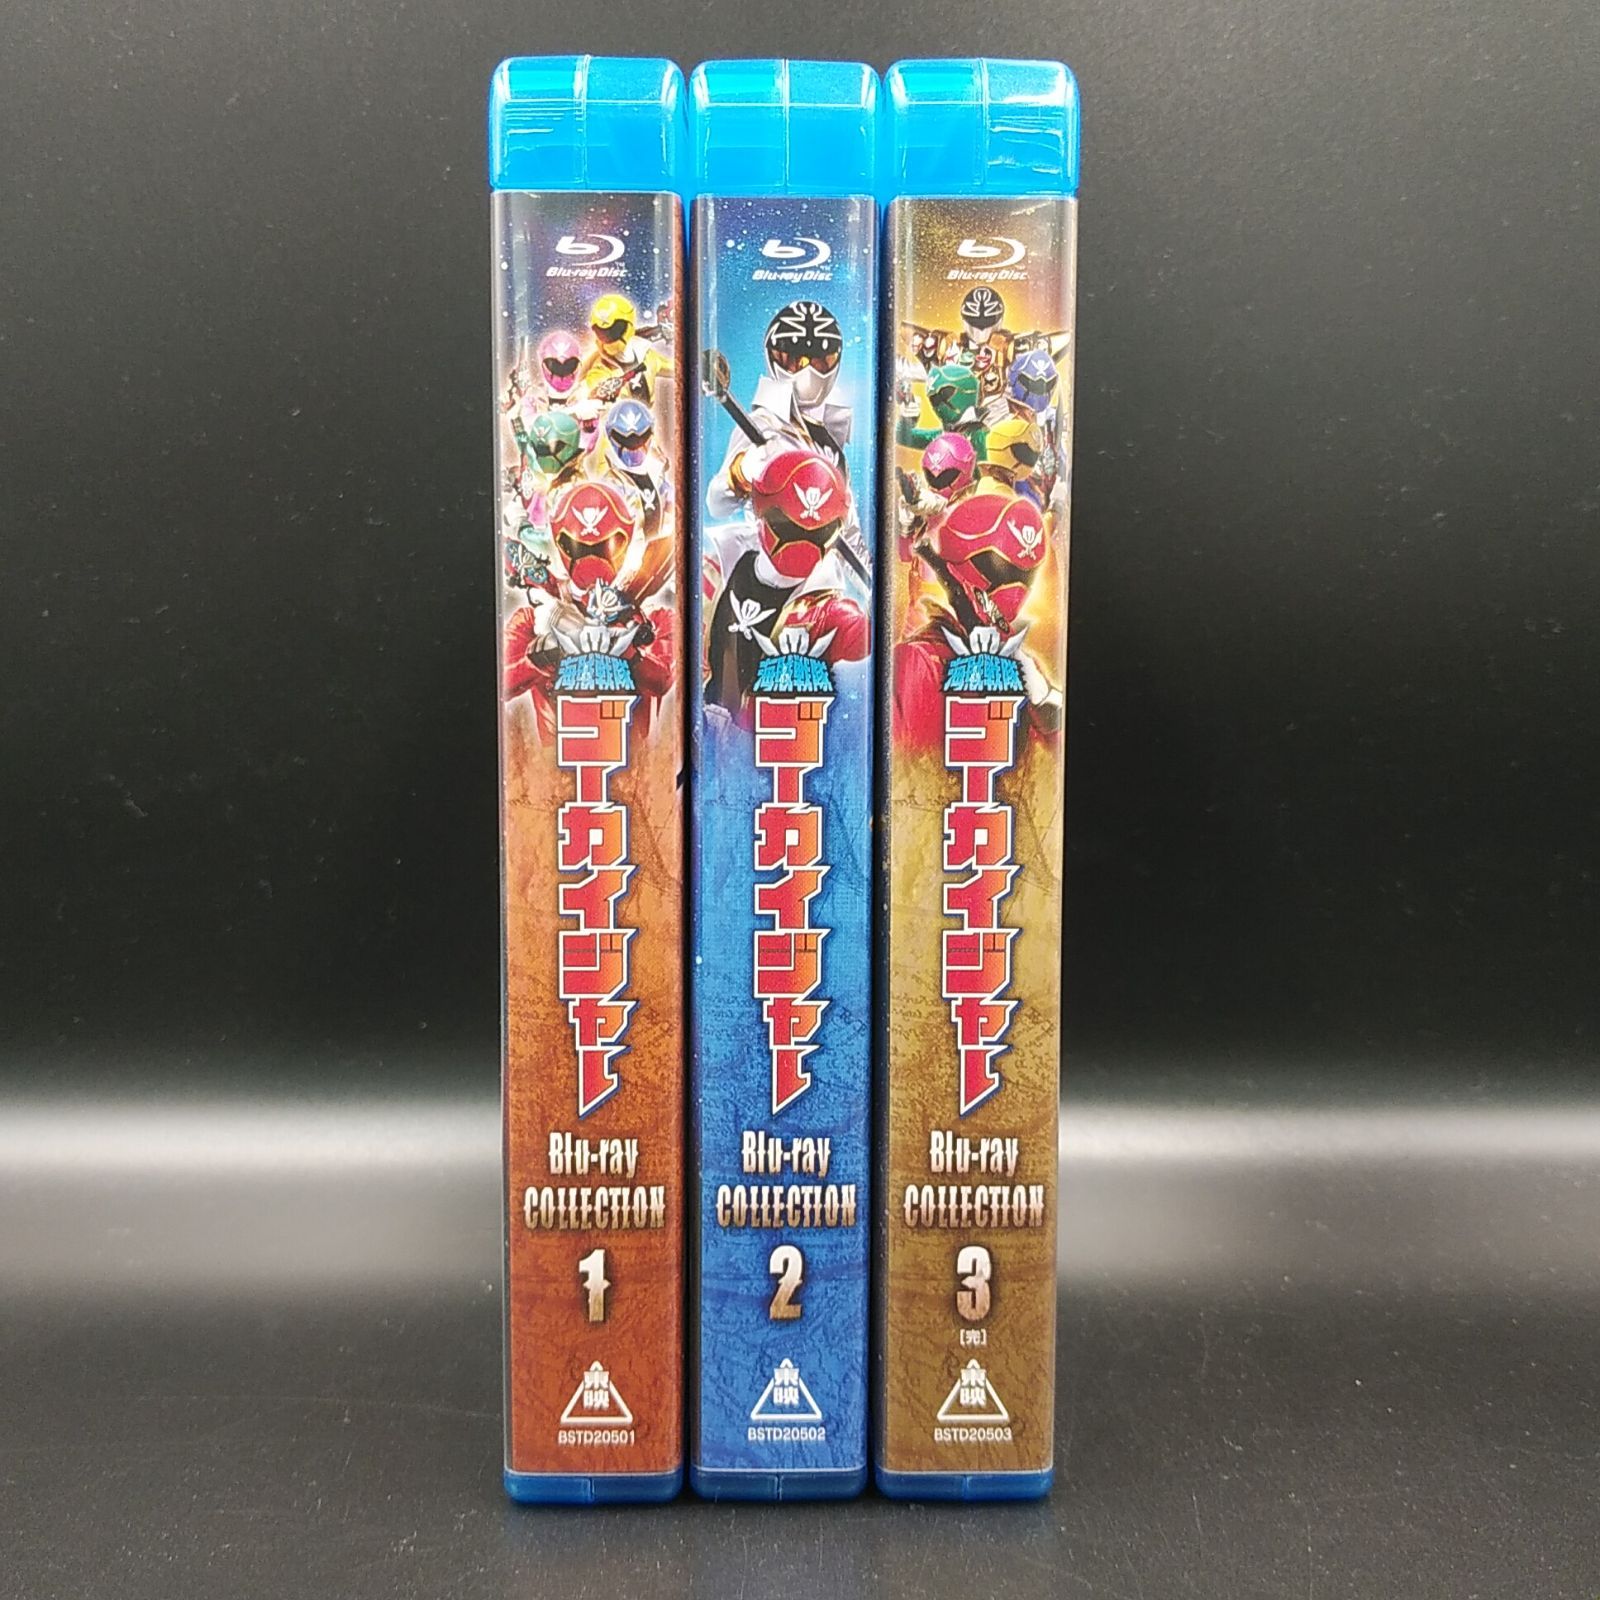 Blu-ray Disc
海賊戦隊
ゴーカイジャー
Blu-ray
COLLECTION
1
東映
BSTD20501
Blu-ray Disc
海賊戦隊
ゴーカイジャー
Blu-ray
COLLECTION
2
東映
BSTD20502
Blu-ray Disc
海賊戦隊
ゴーカイジャー
Blu-ray
COLLECTION
3
[完]
東映
BSTD20503